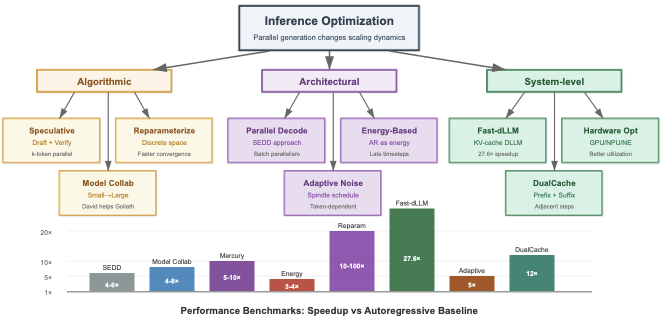 Inference Optimization
Parallel generation changes scaling dynamics
Algorithmic
Architectural
System-level
Speculative
Draft + Verify
k-token parallel
Reparameterize
Discrete space
Faster convergence
Parallel Decode
SEDD approach
Batch parallelism
Energy-Based
AR as energy
Late timesteps
Fast-dLLM
KV-cache DLLM
27.6× speedup
Hardware Opt
GPU/NPU/NE
Better utilization
Model Collab
Small→Large
David helps Goliath
Adaptive Noise
Spindle schedule
Token-dependent
DualCache
Prefix + Suffix
Adjacent steps
20×
10×
5×
1×
SEDD
4-6×
Model Collab
4-8×
Mercury
5-10×
Energy
3-4×
Reparam
10-100×
Fast-dLLM
27.6×
Adaptive
5×
DualCache
12×
Performance Benchmarks: Speedup vs Autoregressive Baseline